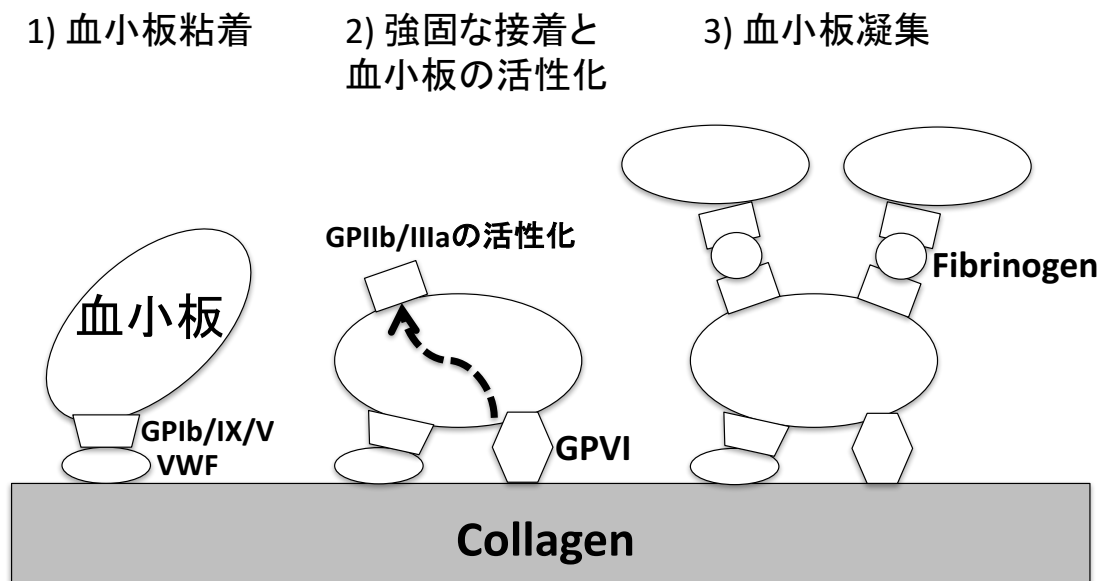 1) 血小板粘着
2) 強固な接着と
血小板の活性化
3) 血小板凝集
血小板
GPIb/IX/V
VWF
GPIIb/IIIaの活性化
GPVI
Fibrinogen
Collagen